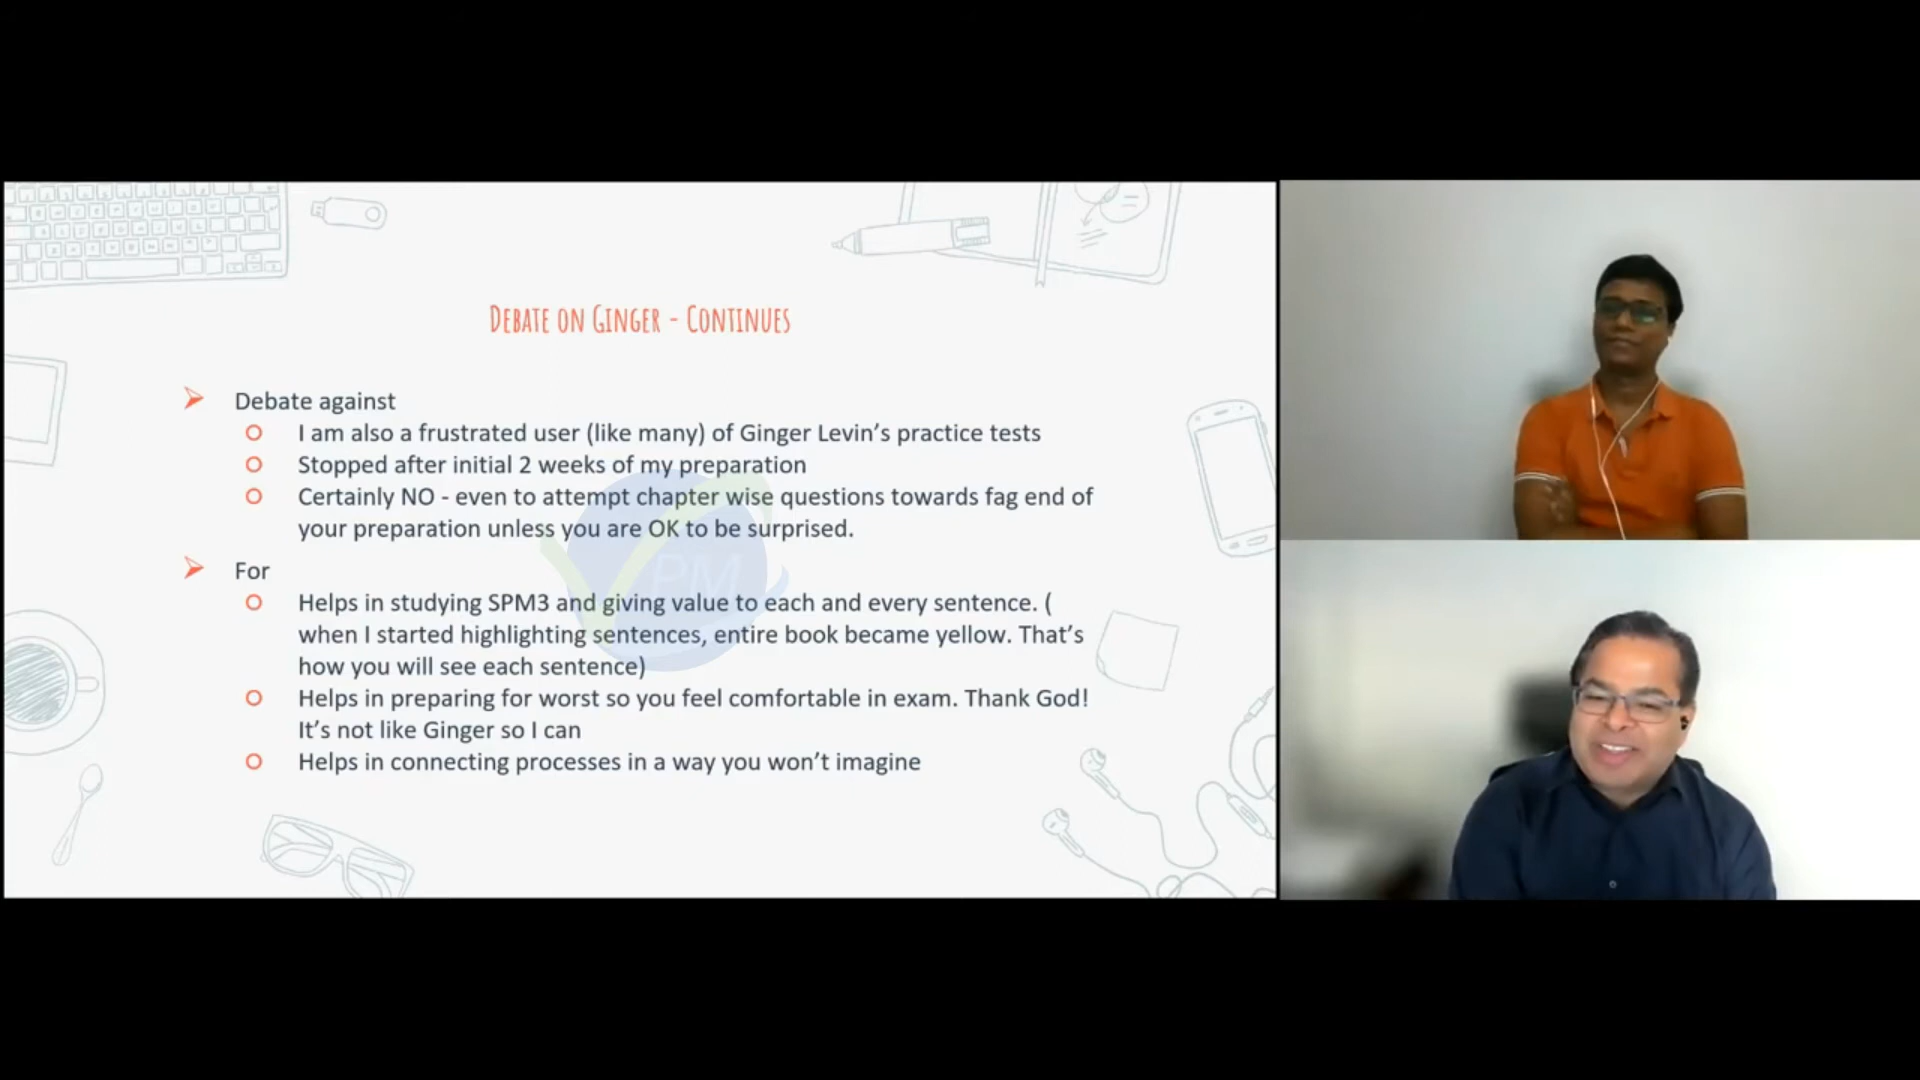 DEBATE ON GINGER - CONTINUES
Debate against
I am also a frustrated user (like many) of Ginger Levin’s practice tests
Stopped after initial 2 weeks of my preparation
Certainly NO - even to attempt chapter wise questions towards fag end of
your preparation unless you are OK to be surprised.
PM
For
Helps in studying SPM3 and giving value to each and every sentence. (
when I started highlighting sentences, entire book became yellow. That’s
how you will see each sentence)
Helps in preparing for worst so you feel comfortable in exam. Thank God!
It’s not like Ginger so I can
Helps in connecting processes in a way you won’t imagine